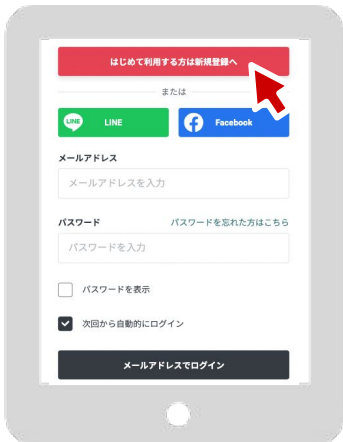 はじめて利用する方は新規登録へ
または
LINE LINE
Facebook
メールアドレス
メールアドレスを入力
パスワード パスワードを忘れた方はこちら
パスワードを入力
パスワードを表示
次回から自動的にログイン
メールアドレスでログイン